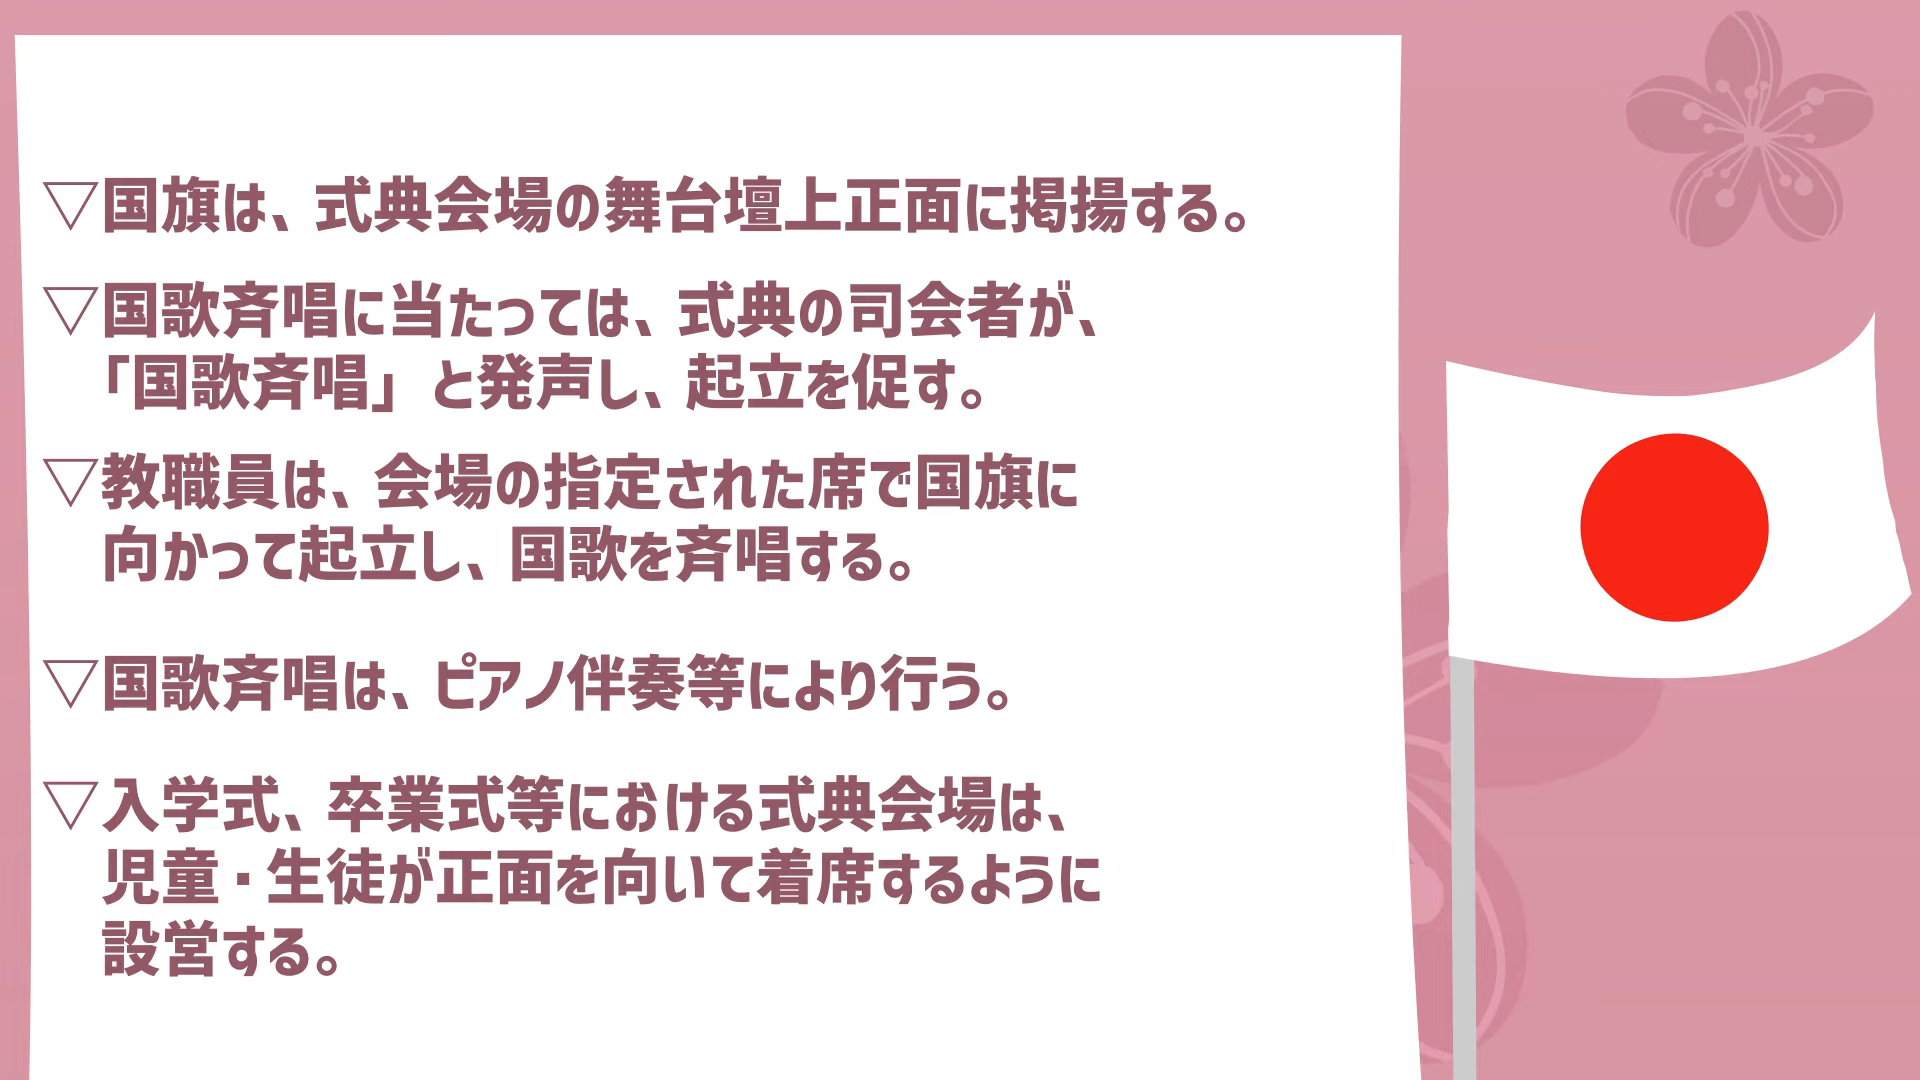 ▽国旗は、式典会場の舞台壇上正面に掲揚する。
▽国歌斉唱に当たっては、式典の司会者が、
「国歌斉唱」と発声し、起立を促す。
▽教職員は、会場の指定された席で国旗に
向かって起立し、国歌を斉唱する。
▽国歌斉唱は、ピアノ伴奏等により行う。
▽入学式、卒業式等における式典会場は、
児童・生徒が正面を向いて着席するように
設営する。